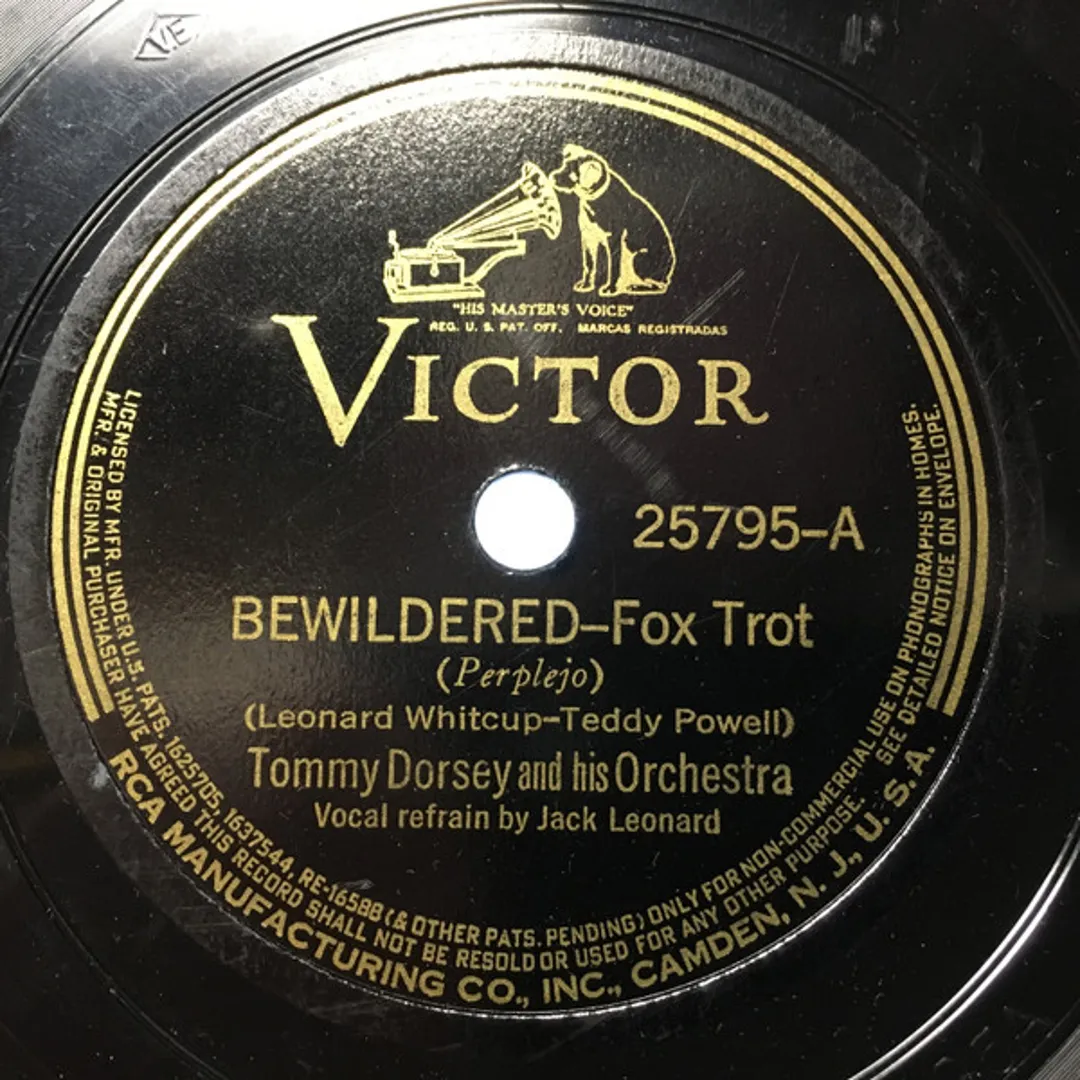 VE
"HIS MASTER'S VOICE"
REG. U. S. PAT. OFF. MARCAS REGISTRADAS
VICTOR
25795-A
BEWILDERED-Fox Trot
(Perplejo)
(Leonard Whitcup-Teddy Powell)
Tommy Dorsey and his Orchestra
Vocal refrain by Jack Leonard
LICENSED BY MFR. UNDER U.S. PATS. 1625705, 1637544, RE-16588 (& OTHER PATS. PENDING) ONLY FOR NON-COMMERCIAL USE ON PHONOGRAPHS IN HOMES.
MFR. & ORIGINAL PURCHASER HAVE AGREED THIS RECORD SHALL NOT BE RESOLD OR USED FOR ANY OTHER PURPOSE. SEE DETAILED NOTICE ON ENVELOPE.
RCA MANUFACTURING CO., INC., CAMDEN, N. J., U. S. A.